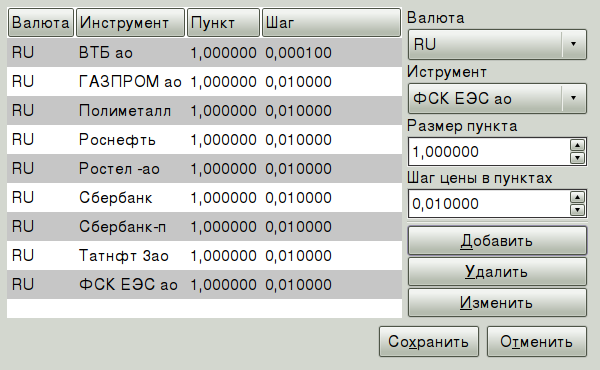 Валюта Инструмент Пункт Шаг
RU ВТБ ао 1,000000 0,000100
RU ГАЗПРОМ ао 1,000000 0,010000
RU Полиметалл 1,000000 0,010000
RU Роснефть 1,000000 0,010000
RU Ростел -ао 1,000000 0,010000
RU Сбербанк 1,000000 0,010000
RU Сбербанк-п 1,000000 0,010000
RU Татнфт 3ао 1,000000 0,010000
RU ФСК ЕЭС ао 1,000000 0,010000
Валюта
RU
Иструмент
ФСК ЕЭС ао
Размер пункта
1,000000
Шаг цены в пунктах
0,010000
Добавить
Удалить
Изменить
Сохранить Отменить